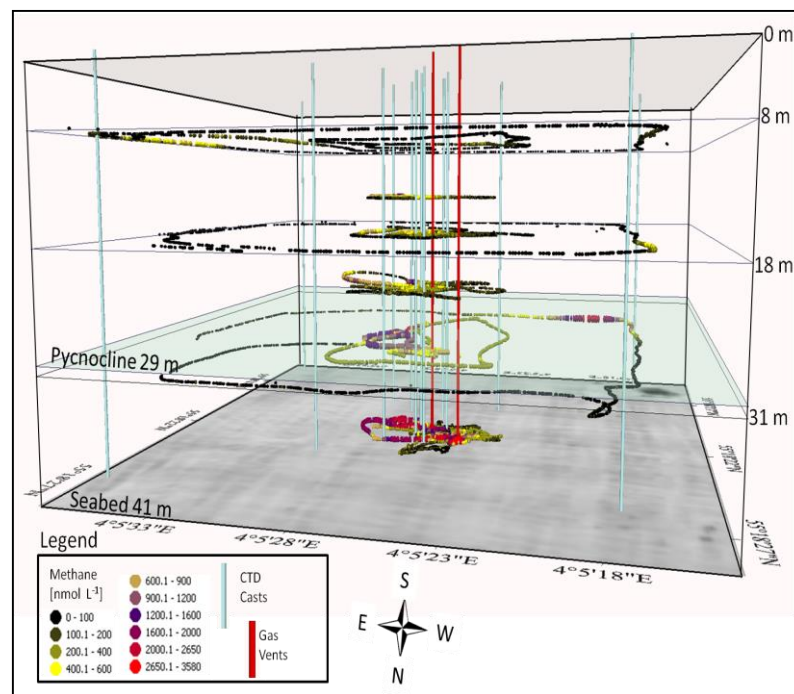 0 m
8 m
18 m
Pycnocline 29 m
31 m
Seabed 41 m
4°5'33"E
4°5'28"E
4°5'23"E
4°5'18"E
Legend
Methane
[nmol L⁻¹]
0 - 100
100.1 - 200
200.1 - 400
400.1 - 600
600.1 - 900
900.1 - 1200
1200.1 - 1600
1600.1 - 2000
2000.1 - 2650
2650.1 - 3580
CTD
Casts
Gas
Vents
S
E W
N